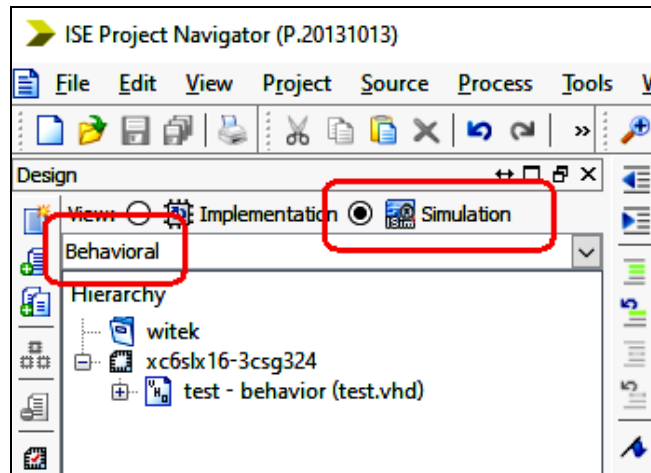 ISE Project Navigator (P.20131013)
File Edit View Project Source Process Tools
Design
View: Implementation Simulation
Behavioral
Hierarchy
witek
xc6slx16-3csg324
test - behavior (test.vhd)